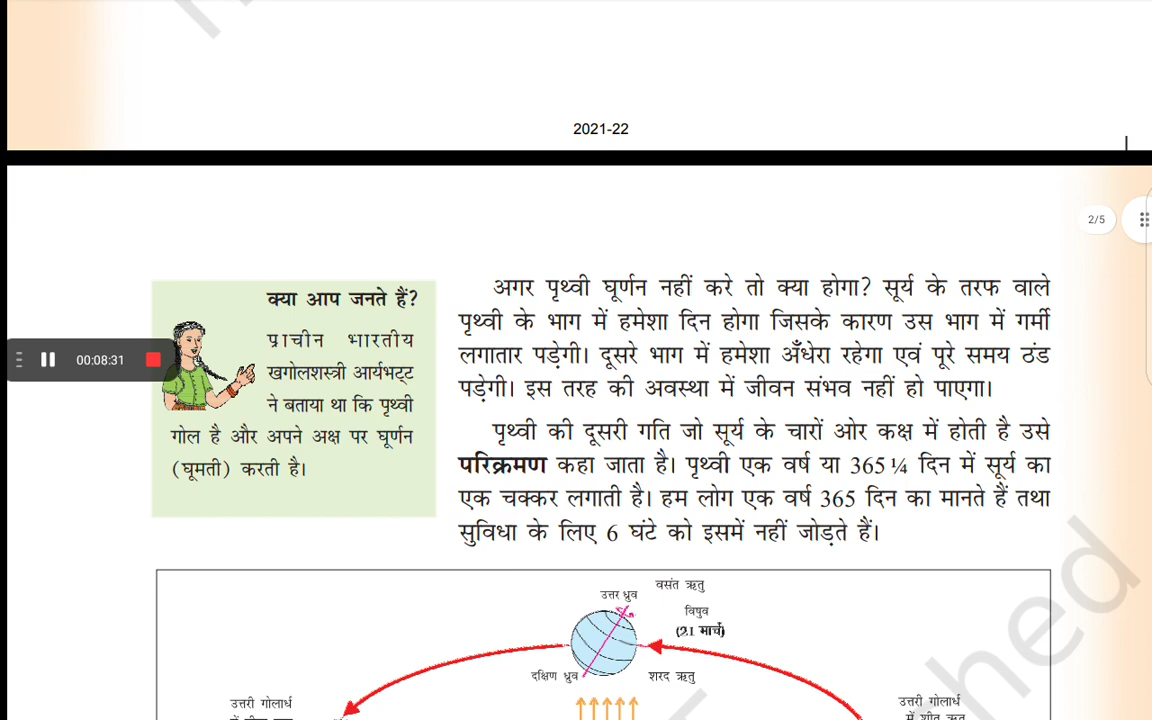 2021-22
2/5
क्या आप जनते हैं?
प्राचीन भारतीय
खगोलशस्त्री आर्यभट्ट
ने बताया था कि पृथ्वी
गोल है और अपने अक्ष पर घूर्णन
(घूमती) करती है।
00:08:31
अगर पृथ्वी घूर्णन नहीं करे तो क्या होगा? सूर्य के तरफ वाले
पृथ्वी के भाग में हमेशा दिन होगा जिसके कारण उस भाग में गर्मी
लगातार पड़ेगी। दूसरे भाग में हमेशा अँधेरा रहेगा एवं पूरे समय ठंड
पड़ेगी। इस तरह की अवस्था में जीवन संभव नहीं हो पाएगा।
पृथ्वी की दूसरी गति जो सूर्य के चारों ओर कक्ष में होती है उसे
परिक्रमण कहा जाता है। पृथ्वी एक वर्ष या 365 ¼ दिन में सूर्य का
एक चक्कर लगाती है। हम लोग एक वर्ष 365 दिन का मानते हैं तथा
सुविधा के लिए 6 घंटे को इसमें नहीं जोड़ते हैं।
वसंत ऋतु
उत्तर ध्रुव
विषुव
(21 मार्च)
दक्षिण ध्रुव
शरद ऋतु
उत्तरी गोलार्ध
उत्तरी गोलार्ध
में शीत ऋतु